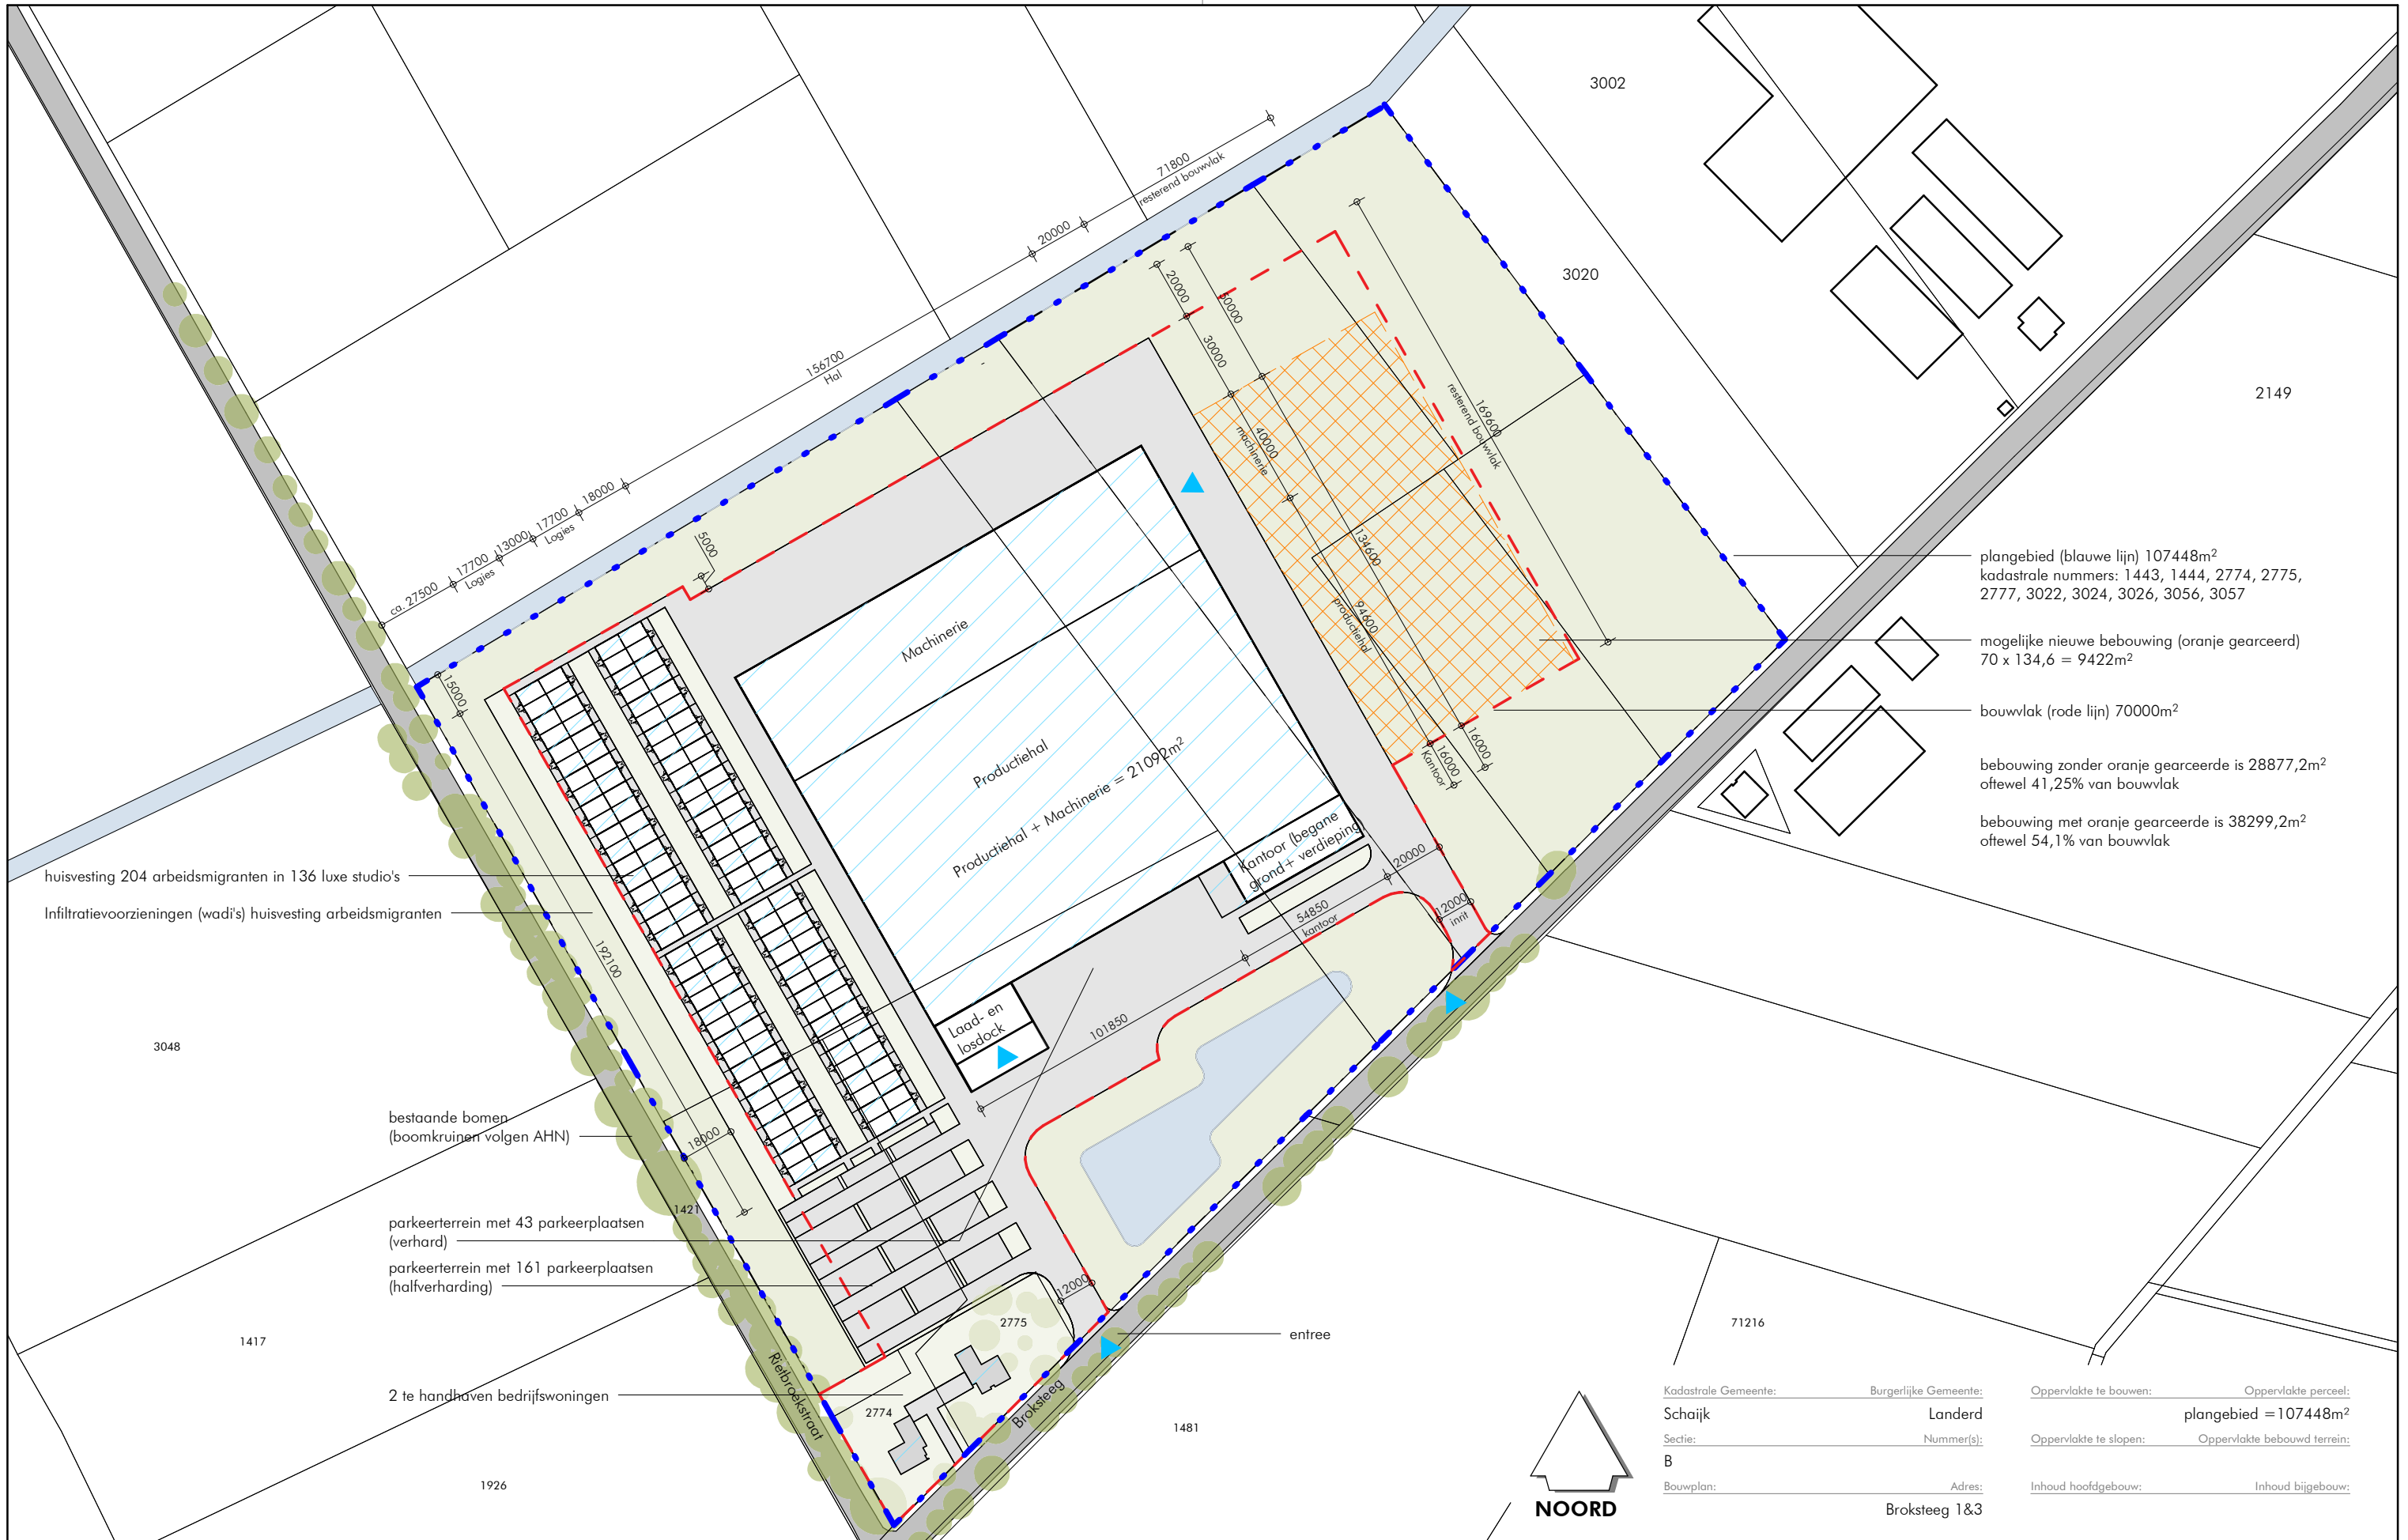 3002
3020
2149
71800
resterend bouwvlak
20000
156700
Hal
18000
17700
Logies
13000
17700
Logies
ca. 27500
5000
15000
20000
50000
30000
40000
machinerie
169600
resterend bouwvlak
134600
94600
productiehal
16000
16000
Kantoor
Machinerie
Productiehal
Productiehal + Machinerie = 21092m²
Kantoor (begane
grond + verdieping
20000
54850
kantoor
12000
inrit
101850
Laad- en
losdock
192100
18000
12000
plangebied (blauwe lijn) 107448m²
kadastrale nummers: 1443, 1444, 2774, 2775,
2777, 3022, 3024, 3026, 3056, 3057
mogelijke nieuwe bebouwing (oranje gearceerd)
70 x 134,6 = 9422m²
bouwvlak (rode lijn) 70000m²
bebouwing zonder oranje gearceerde is 28877,2m²
oftewel 41,25% van bouwvlak
bebouwing met oranje gearceerde is 38299,2m²
oftewel 54,1% van bouwvlak
huisvesting 204 arbeidsmigranten in 136 luxe studio's
Infiltratievoorzieningen (wadi's) huisvesting arbeidsmigranten
3048
bestaande bomen
(boomkruinen volgen AHN)
1421
parkeerterrein met 43 parkeerplaatsen
(verhard)
parkeerterrein met 161 parkeerplaatsen
(halfverharding)
1417
2 te handhaven bedrijfswoningen
Rietbroekstraat
2775
2774
Broksteeg
entree
1926
1481
71216
NOORD
Kadastrale Gemeente: Burgerlijke Gemeente:
Schaijk Landerd
Sectie: Nummer(s):
B
Bouwplan: Adres:
Broksteeg 1&3
Oppervlakte te bouwen: Oppervlakte perceel:
plangebied =107448m²
Oppervlakte te slopen: Oppervlakte bebouwd terrein:
Inhoud hoofdgebouw: Inhoud bijgebouw: